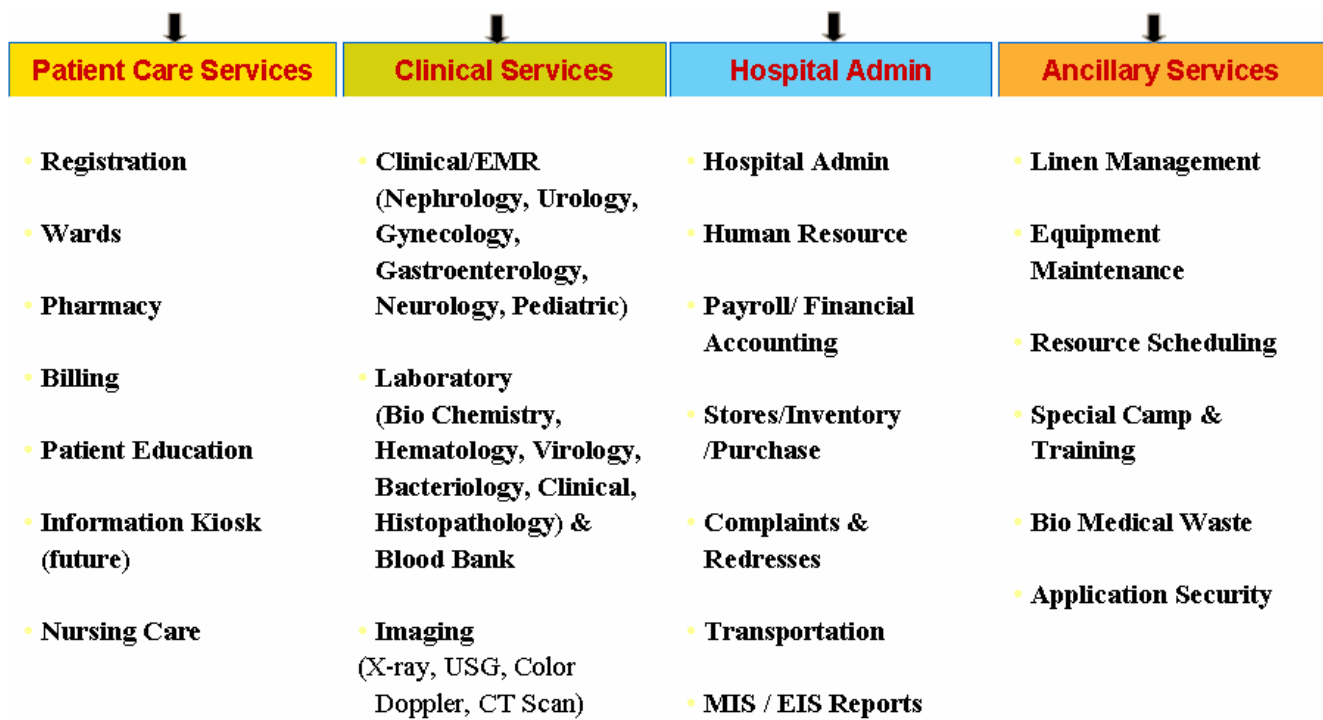 Patient Care Services
Clinical Services
Hospital Admin
Ancillary Services
• Registration
• Wards
• Pharmacy
• Billing
• Patient Education
• Information Kiosk
(future)
• Nursing Care
• Clinical/EMR
(Nephrology, Urology,
Gynecology,
Gastroenterology,
Neurology, Pediatric)
• Laboratory
(Bio Chemistry,
Hematology, Virology,
Bacteriology, Clinical,
Histopathology) &
Blood Bank
• Imaging
(X-ray, USG, Color
Doppler, CT Scan)
• Hospital Admin
• Human Resource
• Payroll/ Financial
Accounting
• Stores/Inventory
/Purchase
• Complaints &
Redresses
• Transportation
• MIS / EIS Reports
• Linen Management
• Equipment
Maintenance
• Resource Scheduling
• Special Camp &
Training
• Bio Medical Waste
• Application Security